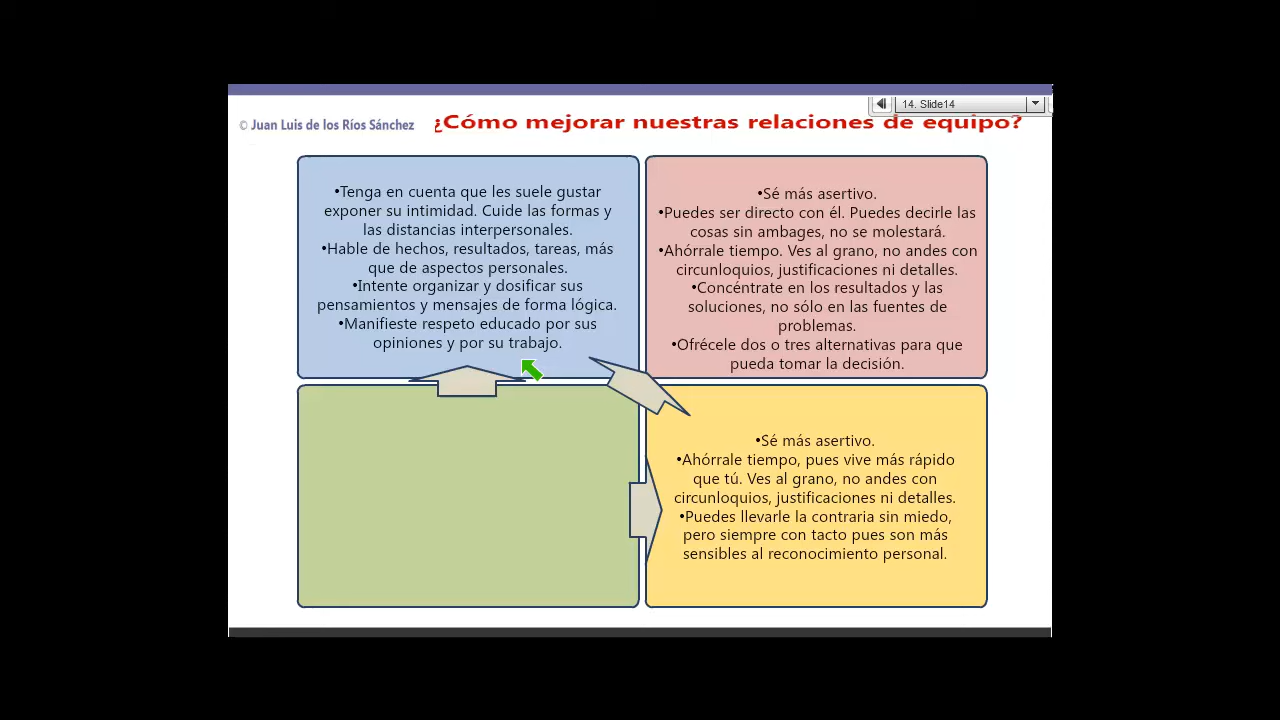 14. Slide14
© Juan Luis de los Ríos Sánchez
¿Cómo mejorar nuestras relaciones de equipo?
•Tenga en cuenta que les suele gustar
exponer su intimidad. Cuide las formas y
las distancias interpersonales.
•Hable de hechos, resultados, tareas, más
que de aspectos personales.
•Intente organizar y dosificar sus
pensamientos y mensajes de forma lógica.
•Manifieste respeto educado por sus
opiniones y por su trabajo.
•Sé más asertivo.
•Puedes ser directo con él. Puedes decirle las
cosas sin ambages, no se molestará.
•Ahórrale tiempo. Ves al grano, no andes con
circunloquios, justificaciones ni detalles.
•Concéntrate en los resultados y las
soluciones, no sólo en las fuentes de
problemas.
•Ofrécele dos o tres alternativas para que
pueda tomar la decisión.
•Sé más asertivo.
•Ahórrale tiempo, pues vive más rápido
que tú. Ves al grano, no andes con
circunloquios, justificaciones ni detalles.
•Puedes llevarle la contraria sin miedo,
pero siempre con tacto pues son más
sensibles al reconocimiento personal.